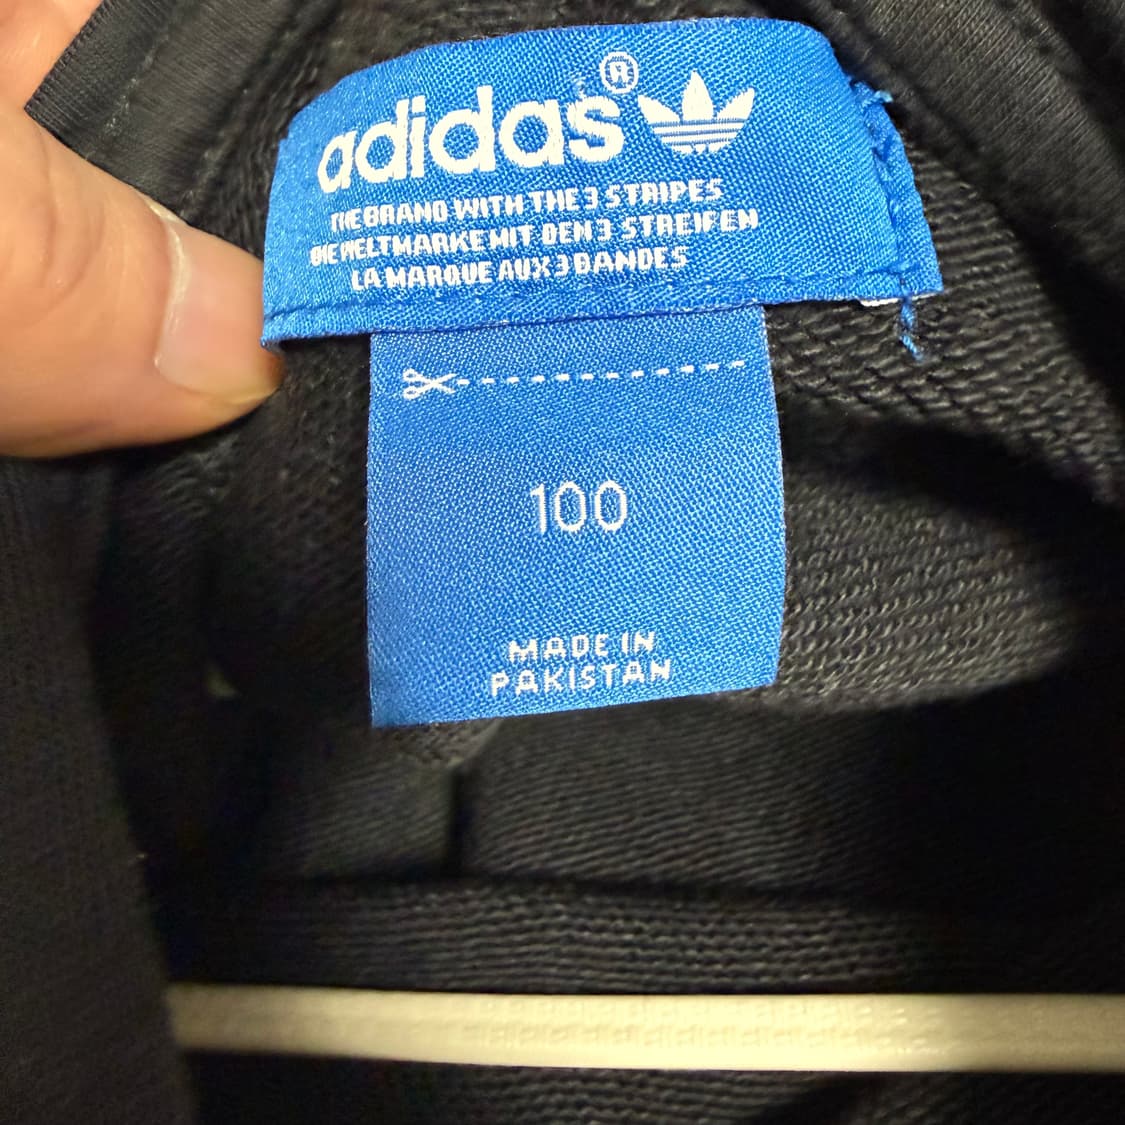 adidas®
THE BRAND WITH THE 3 STRIPES
DIE WELTMARKE MIT DEN 3 STREIFEN
LA MARQUE AUX 3 BANDES
100
MADE IN
PAKISTAN